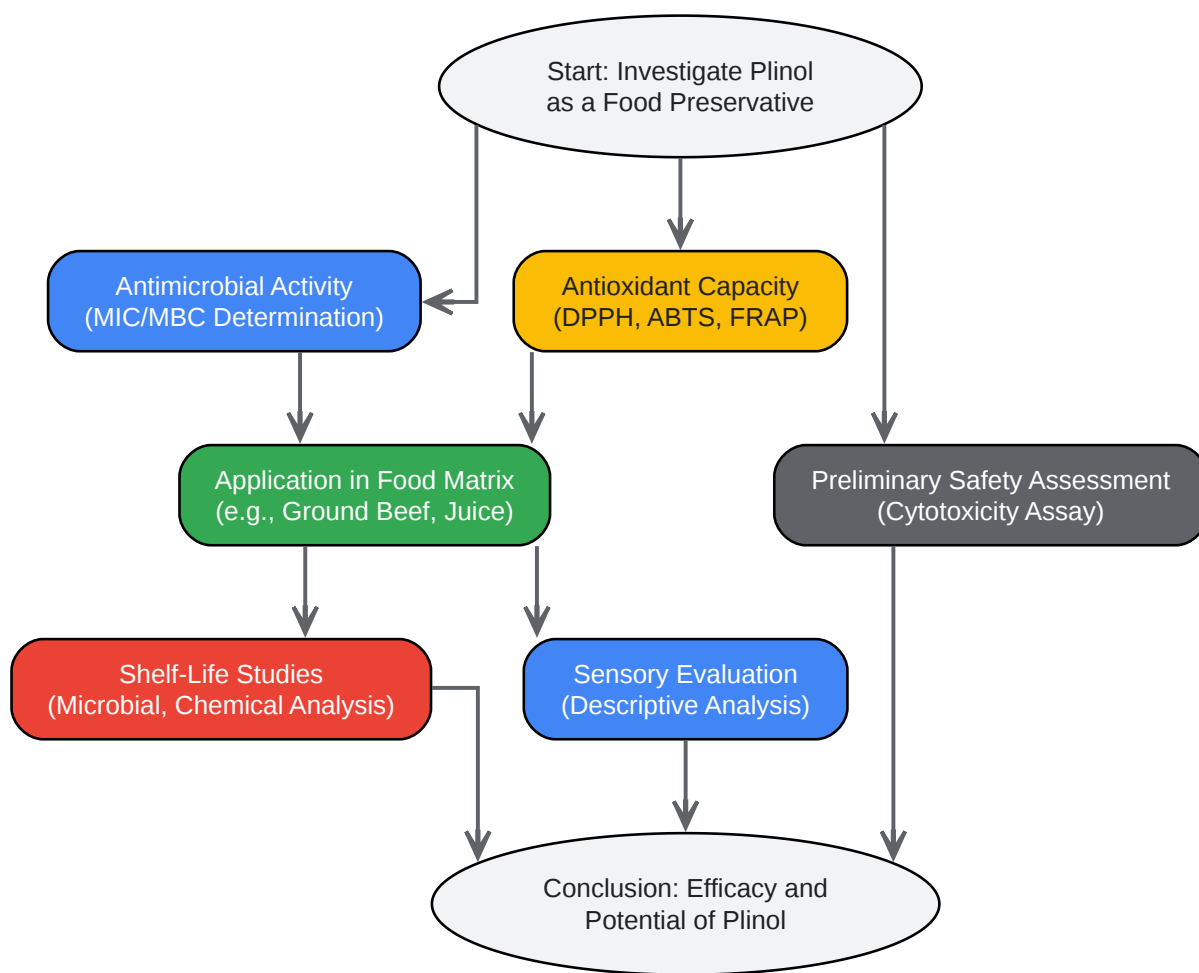 Start: Investigate Plinol
as a Food Preservative
Antimicrobial Activity
(MIC/MBC Determination)
Antioxidant Capacity
(DPPH, ABTS, FRAP)
Application in Food Matrix
(e.g., Ground Beef, Juice)
Preliminary Safety Assessment
(Cytotoxicity Assay)
Shelf-Life Studies
(Microbial, Chemical Analysis)
Sensory Evaluation
(Descriptive Analysis)
Conclusion: Efficacy and
Potential of Plinol